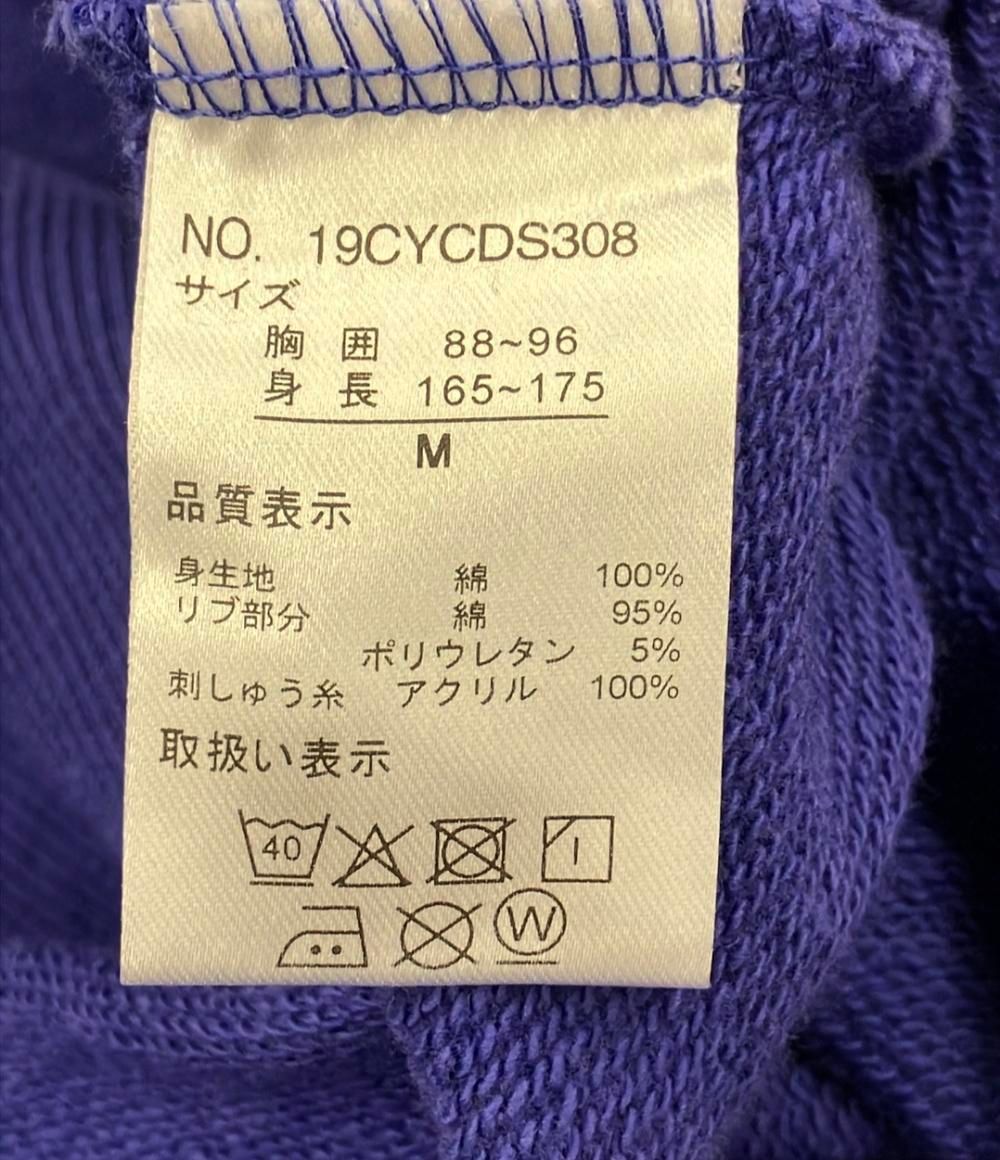 NO. 19CYCDS308
サイズ
胸 囲 88~96
身 長 165~175
M
品質表示
身生地 綿 100%
リブ部分 綿 95%
ポリウレタン 5%
刺しゅう糸 アクリル 100%
取扱い表示
40
W